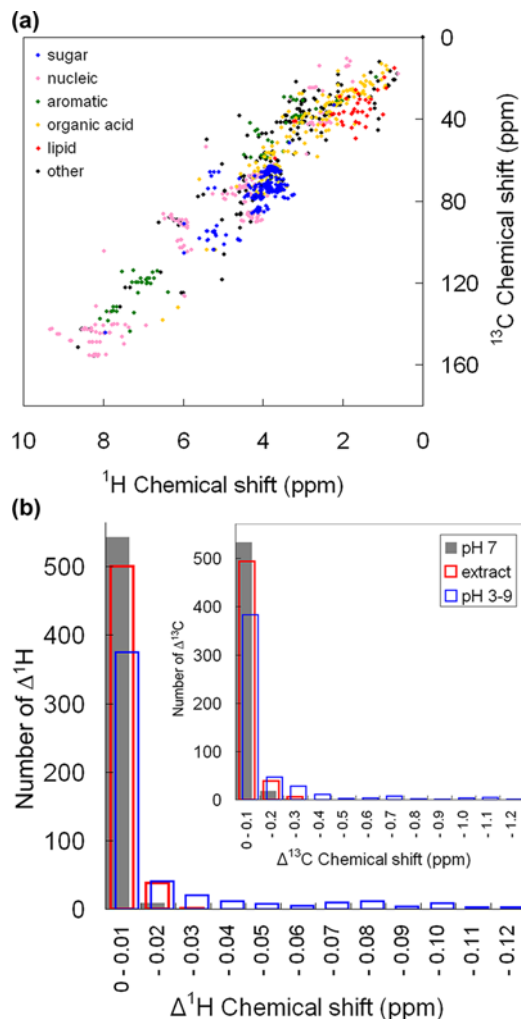 (a)
sugar
nucleic
aromatic
organic acid
lipid
other
0
40
80
120
160
¹³C Chemical shift (ppm)
10
8
6
4
2
0
¹H Chemical shift (ppm)
(b)
500
400
300
200
100
0
Number of Δ¹H
500
400
300
200
100
0
Number of Δ¹³C
pH 7
extract
pH 3-9
0 - 0.1
- 0.2
- 0.3
- 0.4
- 0.5
- 0.6
- 0.7
- 0.8
- 0.9
- 1.0
- 1.1
- 1.2
Δ¹³C Chemical shift (ppm)
0 - 0.01
- 0.02
- 0.03
- 0.04
- 0.05
- 0.06
- 0.07
- 0.08
- 0.09
- 0.10
- 0.11
- 0.12
Δ¹H Chemical shift (ppm)